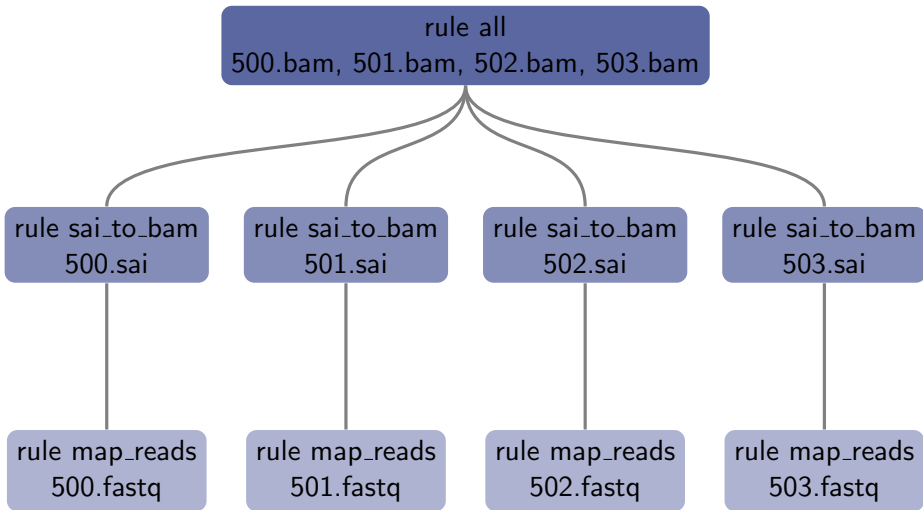 rule all
500.bam, 501.bam, 502.bam, 503.bam
rule sai_to_bam
500.sai
rule sai_to_bam
501.sai
rule sai_to_bam
502.sai
rule sai_to_bam
503.sai
rule map_reads
500.fastq
rule map_reads
501.fastq
rule map_reads
502.fastq
rule map_reads
503.fastq